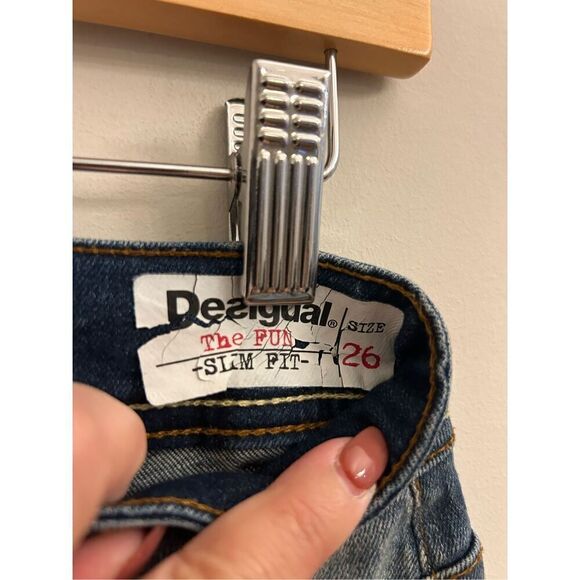 Desigual®
The FUN
-SLIM FIT-
SIZE
26